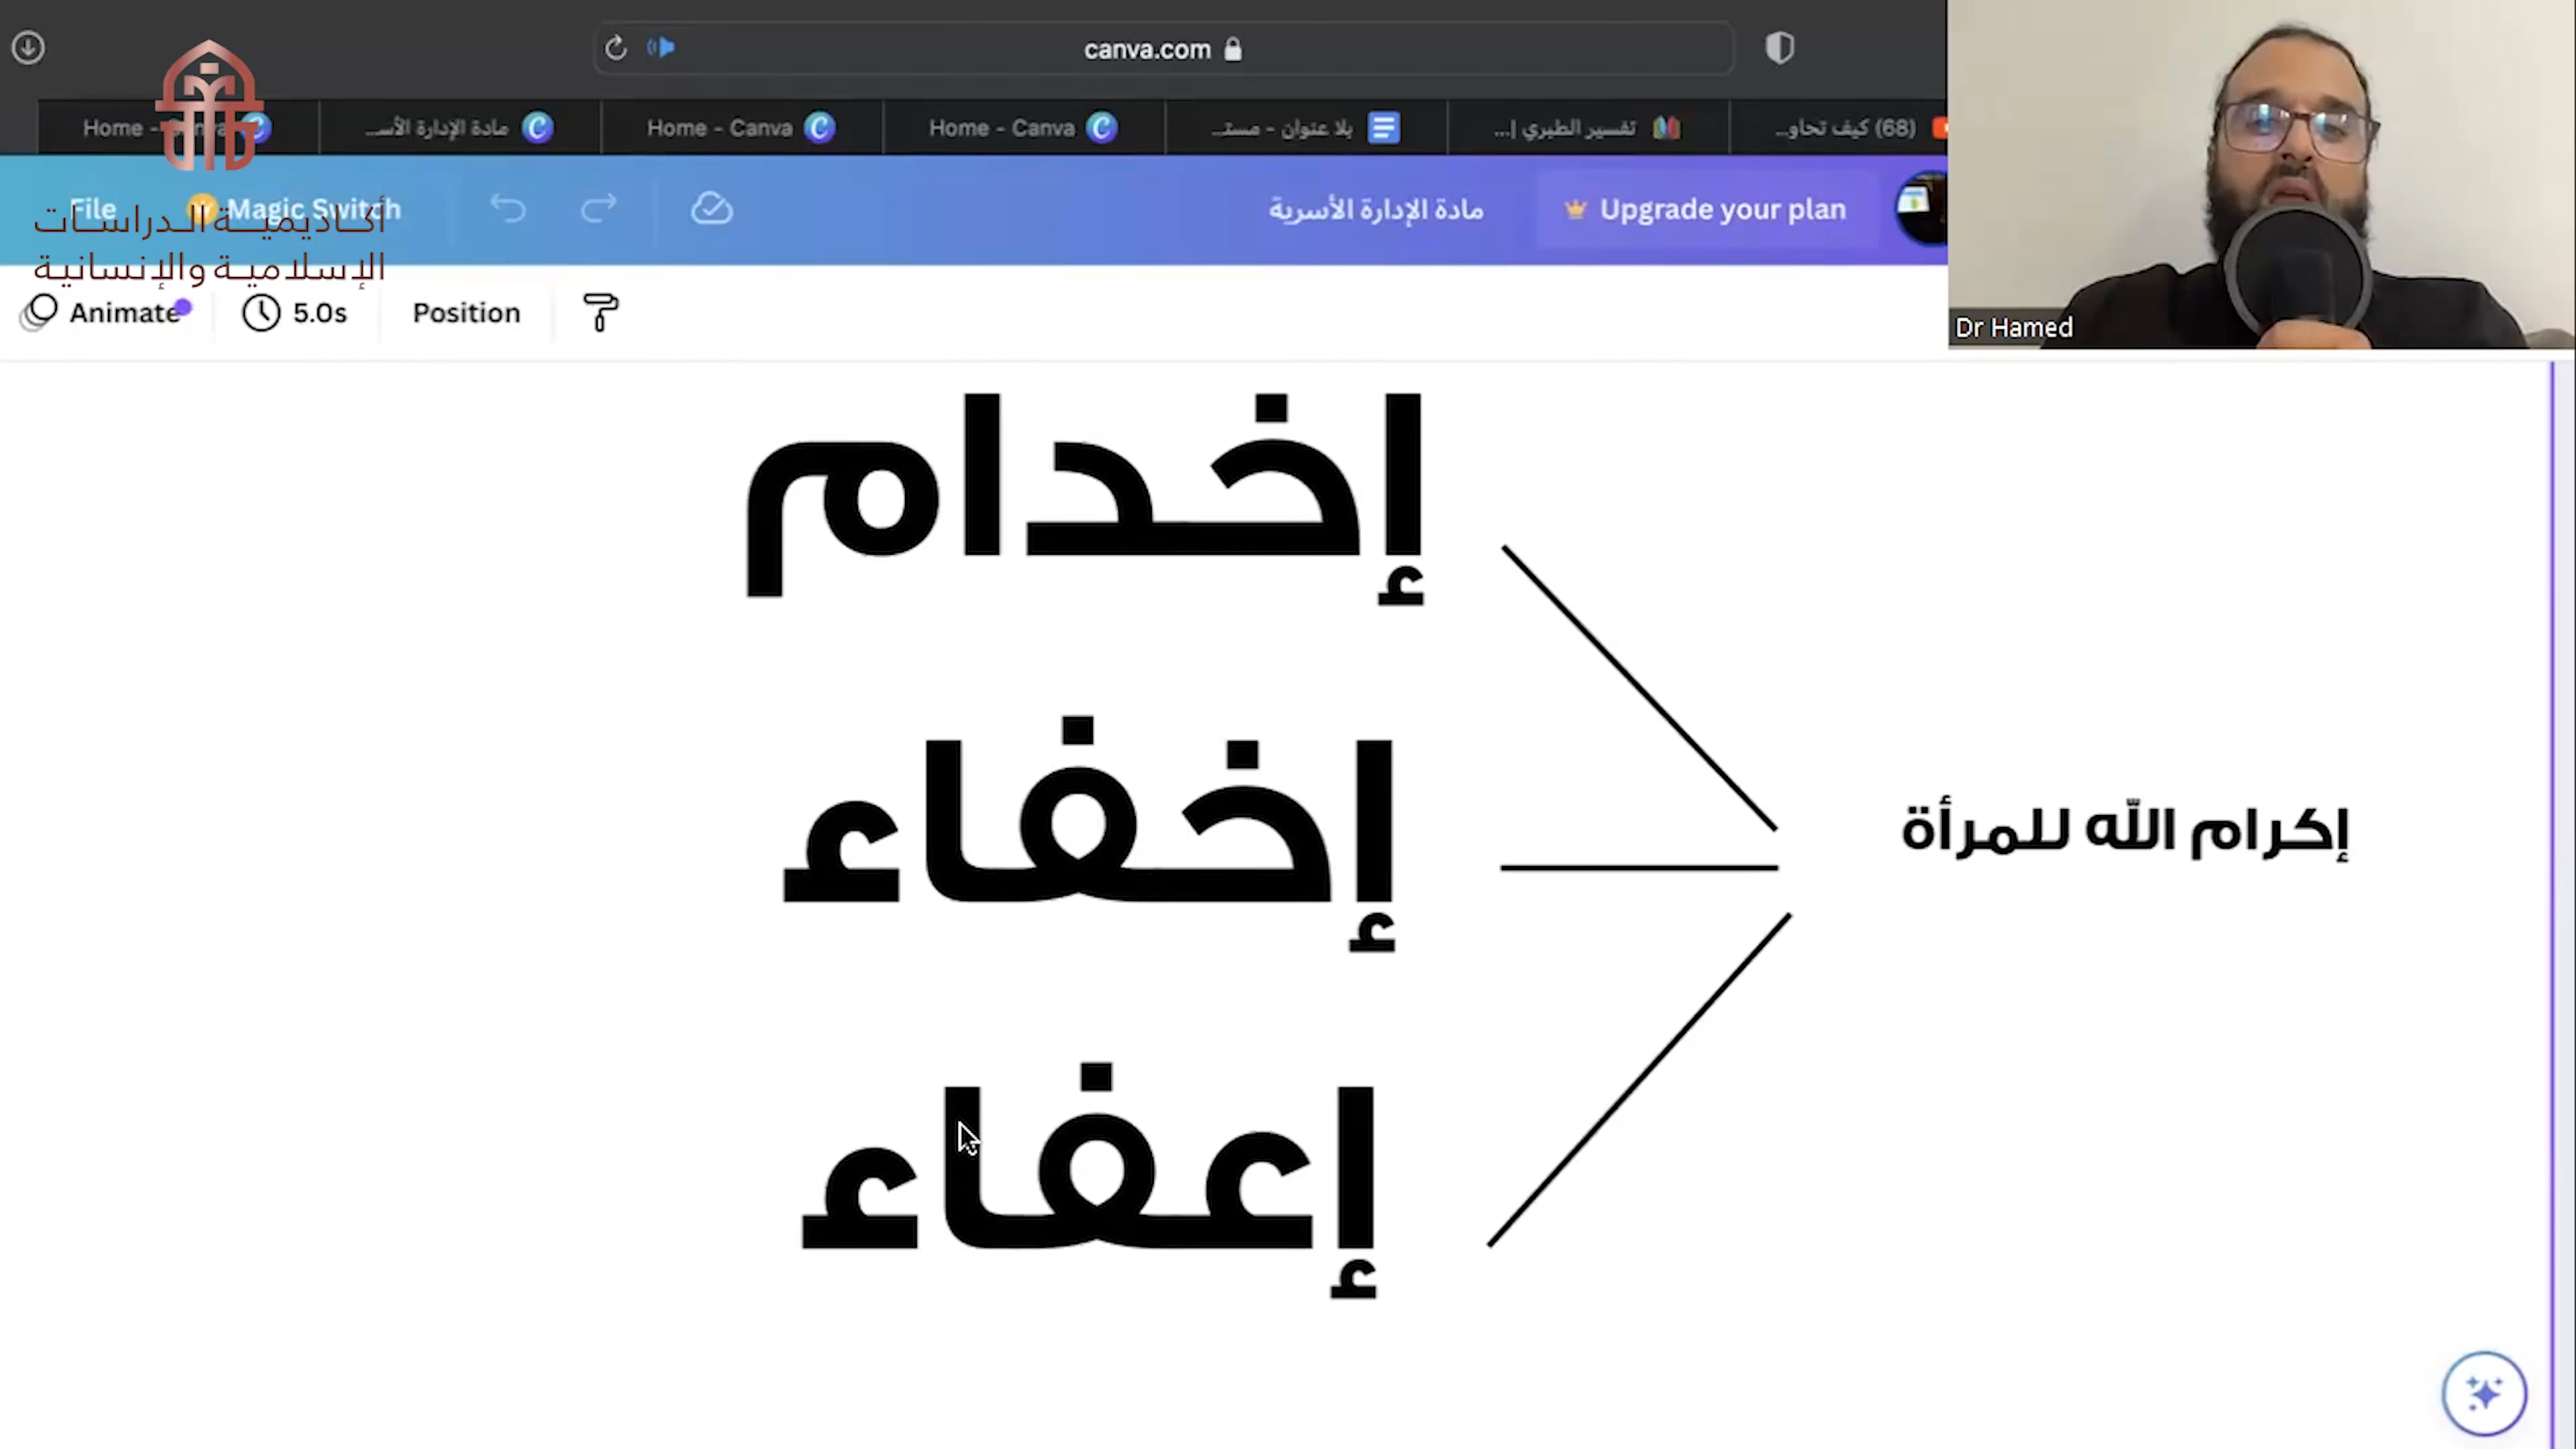 canva.com
Home - Canva
مادة الإدارة الأسـ...
Home - Canva
Home - Canva
بلا عنوان - مستـ...
تفسير الطبري |...
(68) كيف تحاو...
File
Magic Switch
مادة الإدارة الأسرية
Upgrade your plan
أكاديمية الدراسات
الإسلامية والإنسانية
Animate
5.0s
Position
Dr Hamed
إخدام
إخفاء
إكرام الله للمرأة
إعفاء